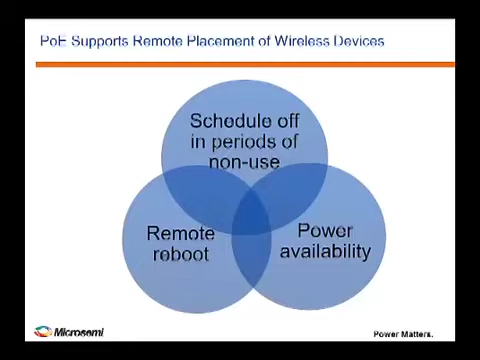 PoE Supports Remote Placement of Wireless Devices
Schedule off
in periods of
non-use
Remote
reboot
Power
availability
Microsemi
Power Matters.